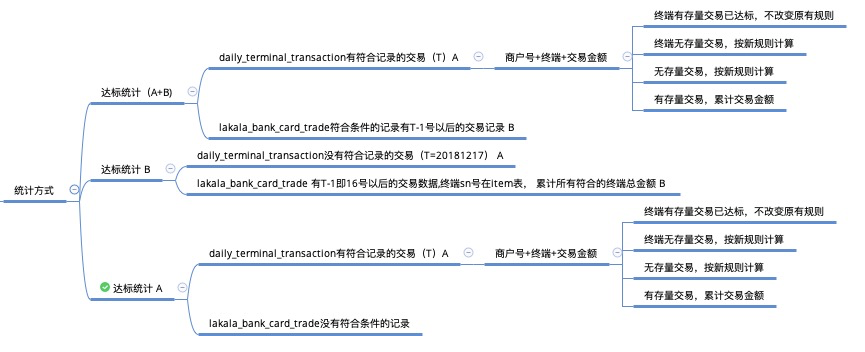 统计方式
达标统计（A+B）
daily_terminal_transaction有符合记录的交易（T）A
商户号+终端+交易金额
终端有存量交易已达标，不改变原有规则
终端无存量交易，按新规则计算
无存量交易，按新规则计算
有存量交易，累计交易金额
lakala_bank_card_trade符合条件的记录有T-1号以后的交易记录 B
达标统计 B
daily_terminal_transaction没有符合记录的交易（T=20181217） A
lakala_bank_card_trade 有T-1即16号以后的交易数据,终端sn号在item表， 累计所有符合的终端总金额 B
达标统计 A
daily_terminal_transaction有符合记录的交易（T）A
商户号+终端+交易金额
终端有存量交易已达标，不改变原有规则
终端无存量交易，按新规则计算
无存量交易，按新规则计算
有存量交易，累计交易金额
lakala_bank_card_trade没有符合条件的记录